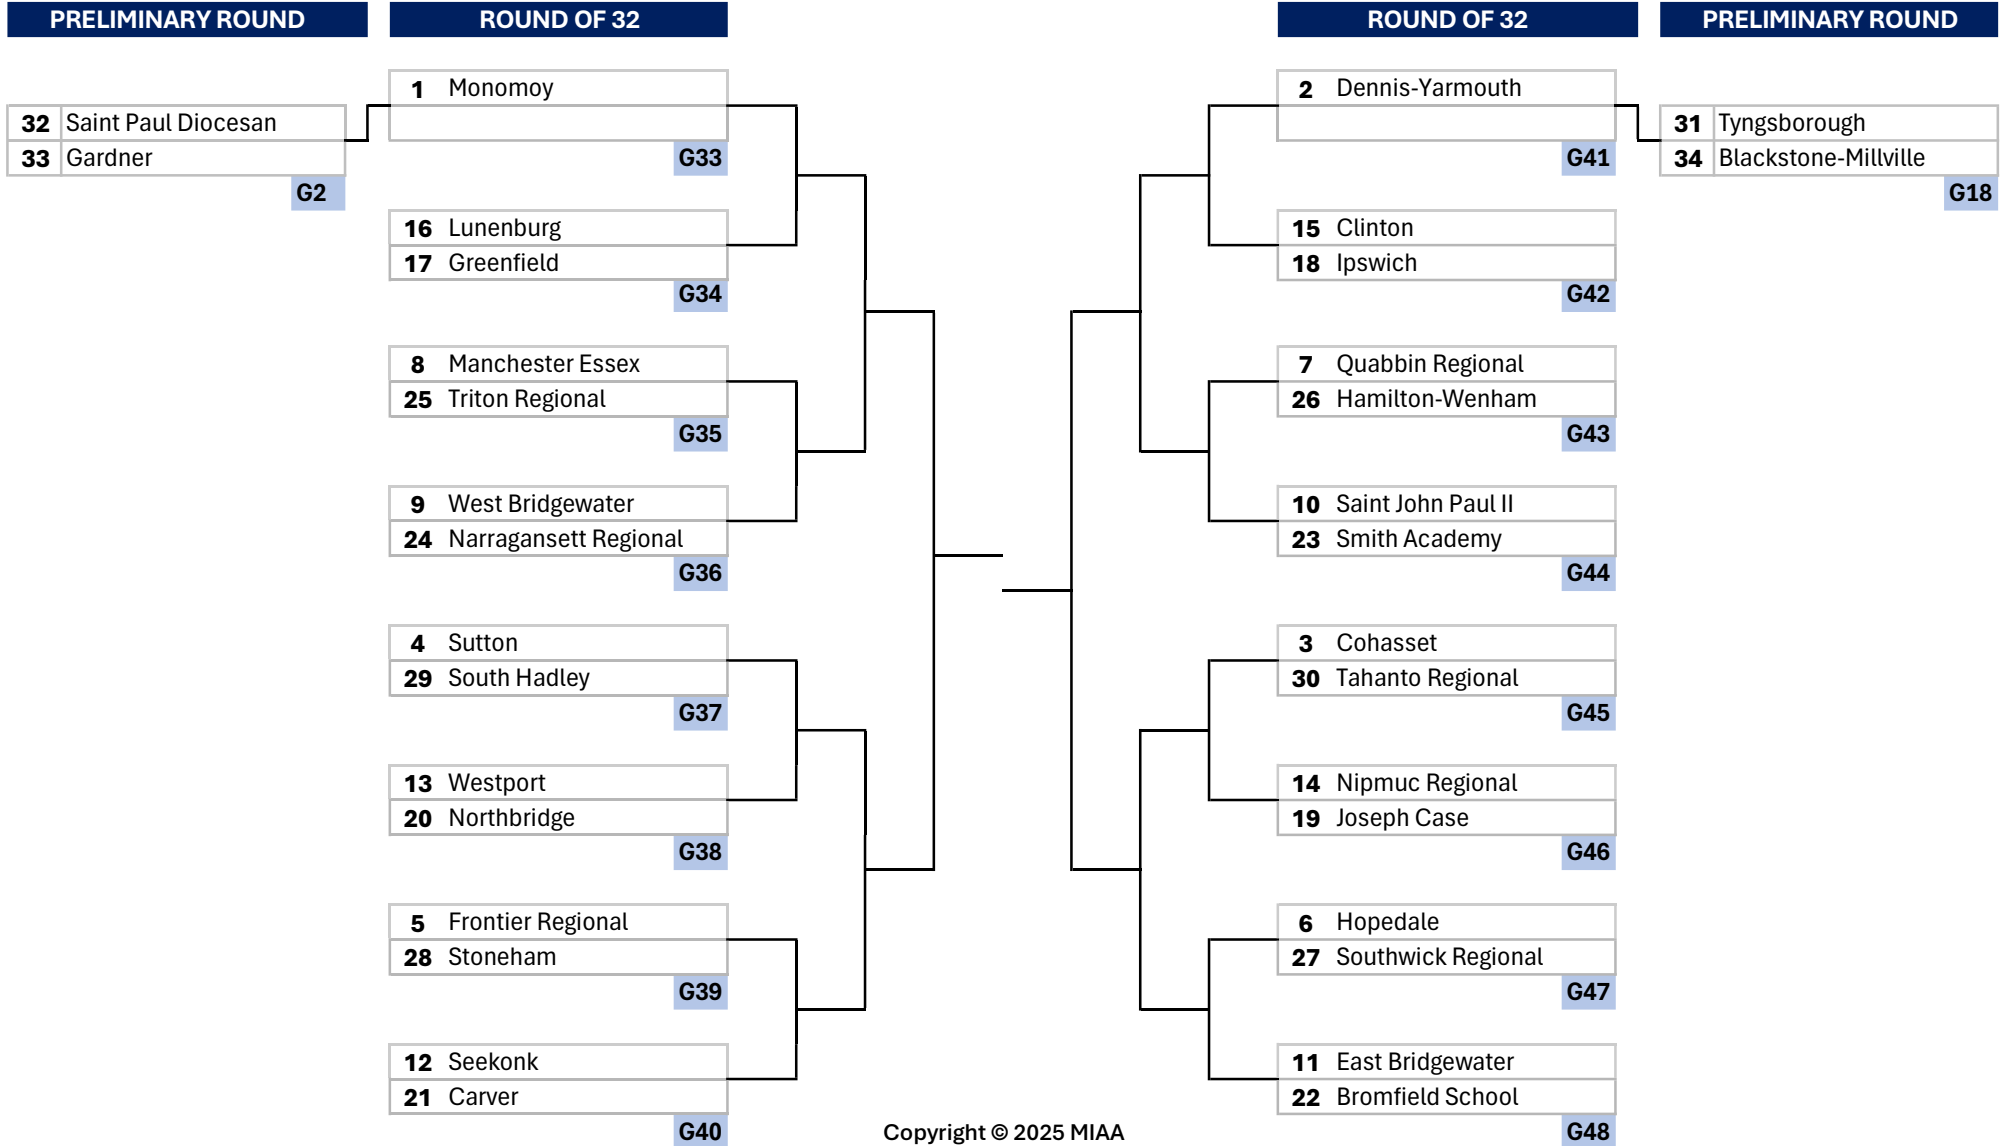 PRELIMINARY ROUND
ROUND OF 32
ROUND OF 32
PRELIMINARY ROUND
32 Saint Paul Diocesan
33 Gardner
G2
1 Monomoy
G33
16 Lunenburg
17 Greenfield
G34
8 Manchester Essex
25 Triton Regional
G35
9 West Bridgewater
24 Narragansett Regional
G36
4 Sutton
29 South Hadley
G37
13 Westport
20 Northbridge
G38
5 Frontier Regional
28 Stoneham
G39
12 Seekonk
21 Carver
G40
2 Dennis-Yarmouth
G41
15 Clinton
18 Ipswich
G42
7 Quabbin Regional
26 Hamilton-Wenham
G43
10 Saint John Paul II
23 Smith Academy
G44
3 Cohasset
30 Tahanto Regional
G45
14 Nipmuc Regional
19 Joseph Case
G46
6 Hopedale
27 Southwick Regional
G47
11 East Bridgewater
22 Bromfield School
G48
31 Tyngsborough
34 Blackstone-Millville
G18
Copyright © 2025 MIAA